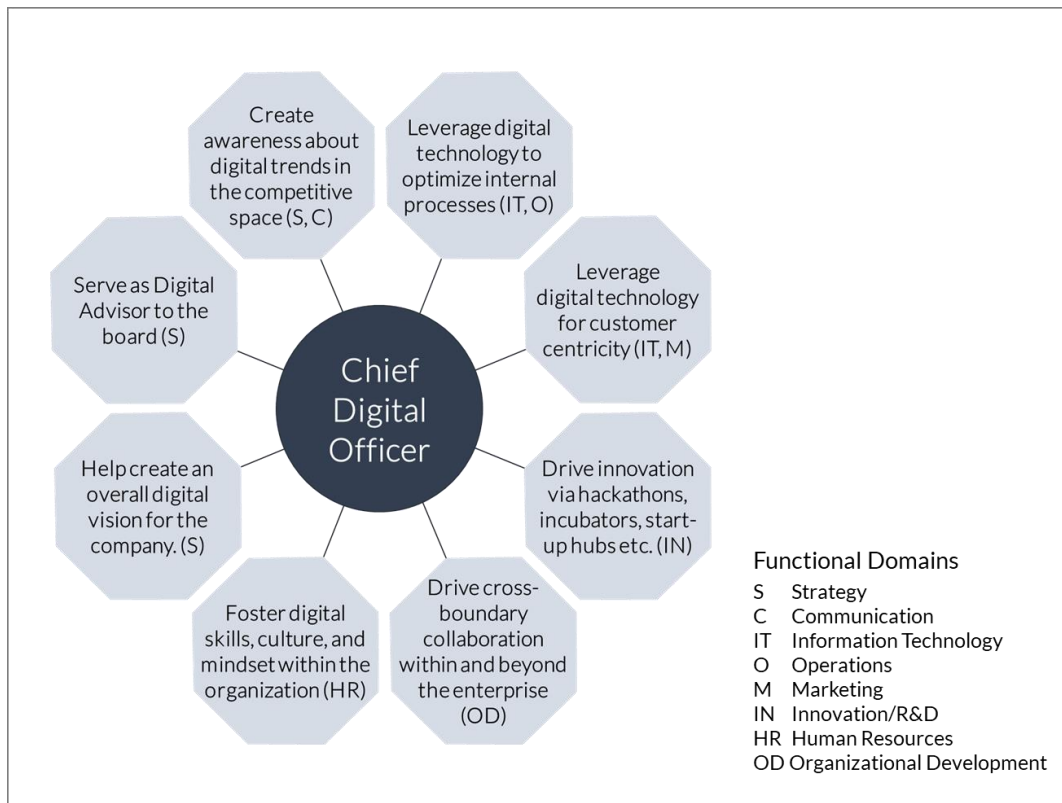 Create
awareness about
digital trends in
the competitive
space (S, C)
Leverage digital
technology to
optimize internal
processes (IT, O)
Leverage
digital technology
for customer
centricity (IT, M)
Drive innovation
via hackathons,
incubators, start-
up hubs etc. (IN)
Drive cross-
boundary
collaboration
within and beyond
the enterprise
(OD)
Foster digital
skills, culture, and
mindset within the
organization (HR)
Help create an
overall digital
vision for the
company. (S)
Serve as Digital
Advisor to the
board (S)
Chief
Digital
Officer
Functional Domains
S Strategy
C Communication
IT Information Technology
O Operations
M Marketing
IN Innovation/R&D
HR Human Resources
OD Organizational Development